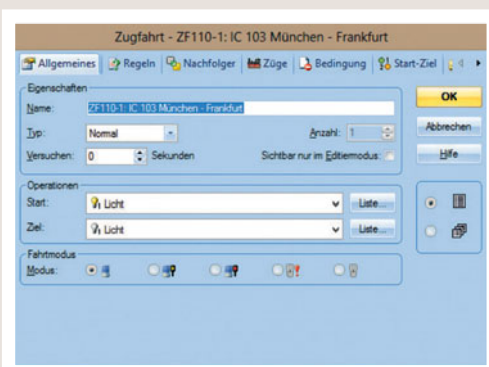 Zugfahrt - ZF110-1: IC 103 München - Frankfurt
Allgemeines Regeln Nachfolger Züge Bedingung Start-Ziel
Eigenschaften
Name: ZF110-1: IC 103 München - Frankfurt
Typ: Normal Anzahl: 1
Versuchen: 0 Sekunden Sichtbar nur im Editiermodus:
OK
Abbrechen
Hilfe
Operationen
Start: Licht Liste...
Ziel: Licht Liste...
Fahrtmodus
Modus: